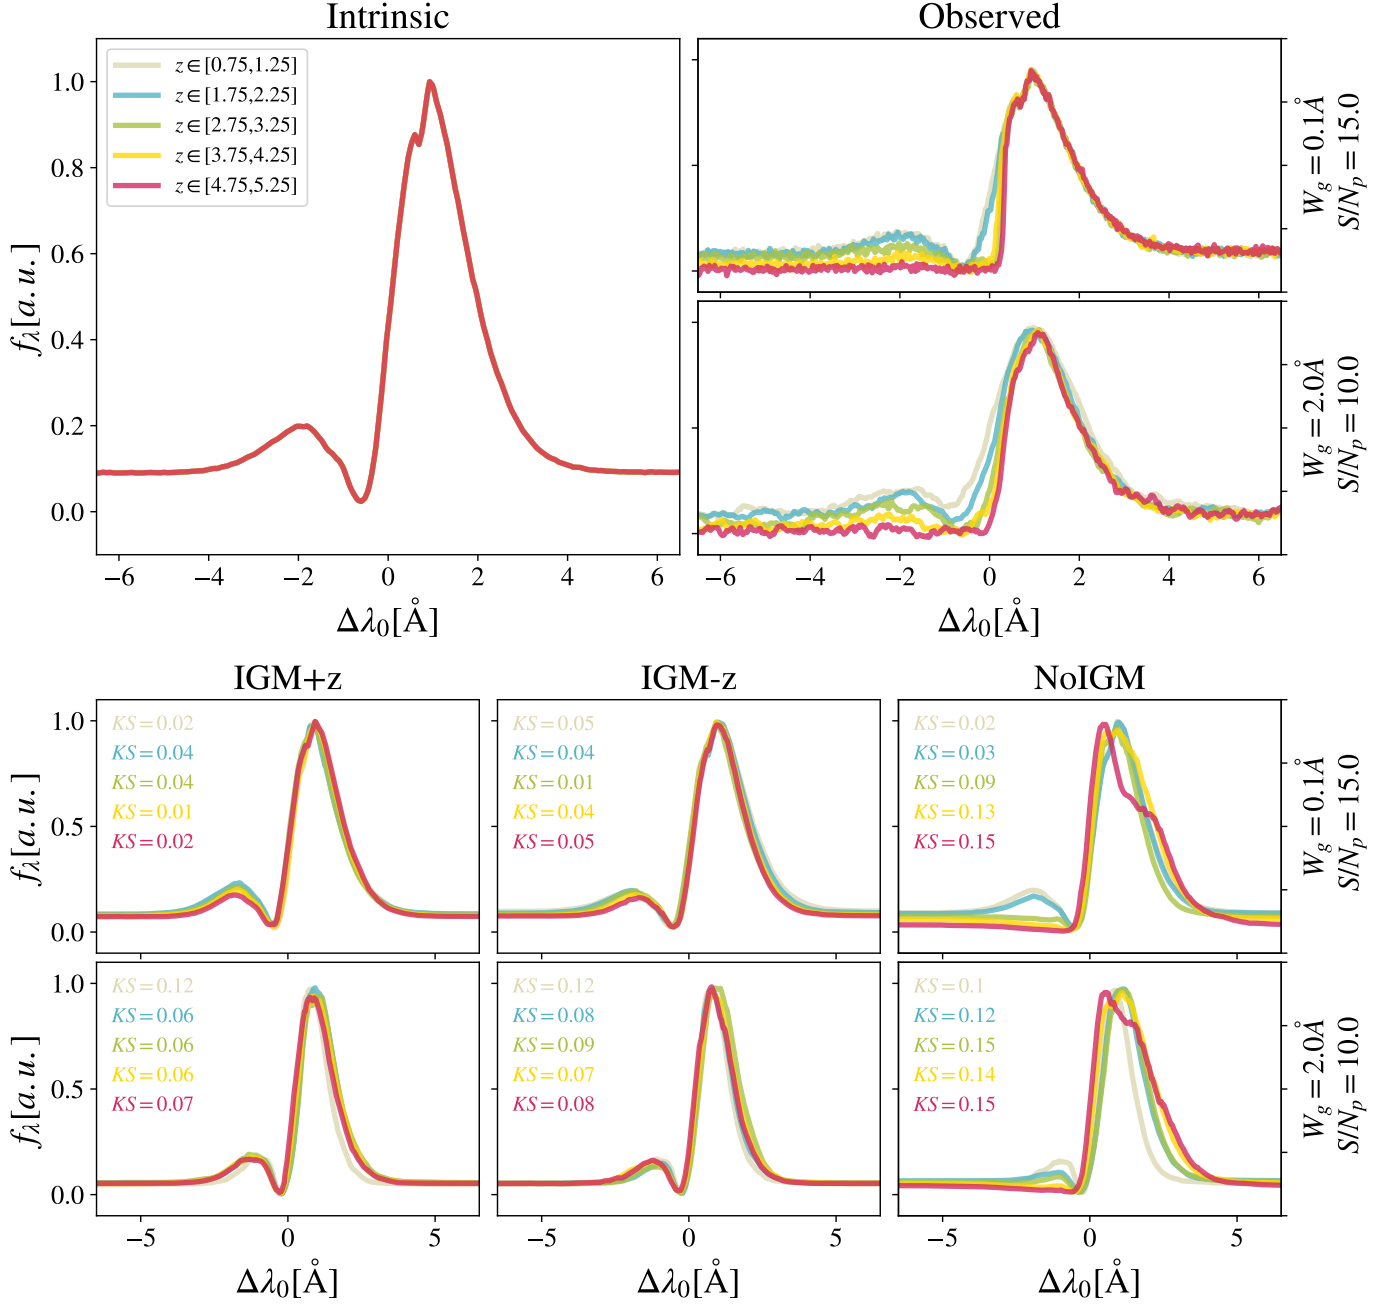 Intrinsic
Observed
1.0
0.8
0.6
0.4
0.2
0.0
z∈[0.75,1.25]
z∈[1.75,2.25]
z∈[2.75,3.25]
z∈[3.75,4.25]
z∈[4.75,5.25]
fλ[a.u.]
−6 −4 −2 0 2 4 6
Δλ0[Å]
Wg=0.1Å
S/Np=15.0
Wg=2.0Å
S/Np=10.0
−6 −4 −2 0 2 4 6
Δλ0[Å]
IGM+z
IGM-z
NoIGM
1.0
0.5
0.0
fλ[a.u.]
KS=0.02
KS=0.04
KS=0.04
KS=0.01
KS=0.02
KS=0.05
KS=0.04
KS=0.01
KS=0.04
KS=0.05
KS=0.02
KS=0.03
KS=0.09
KS=0.13
KS=0.15
Wg=0.1Å
S/Np=15.0
1.0
0.5
0.0
fλ[a.u.]
KS=0.12
KS=0.06
KS=0.06
KS=0.06
KS=0.07
KS=0.12
KS=0.08
KS=0.09
KS=0.07
KS=0.08
KS=0.1
KS=0.12
KS=0.15
KS=0.14
KS=0.15
Wg=2.0Å
S/Np=10.0
−5 0 5
−5 0 5
−5 0 5
Δλ0[Å]
Δλ0[Å]
Δλ0[Å]